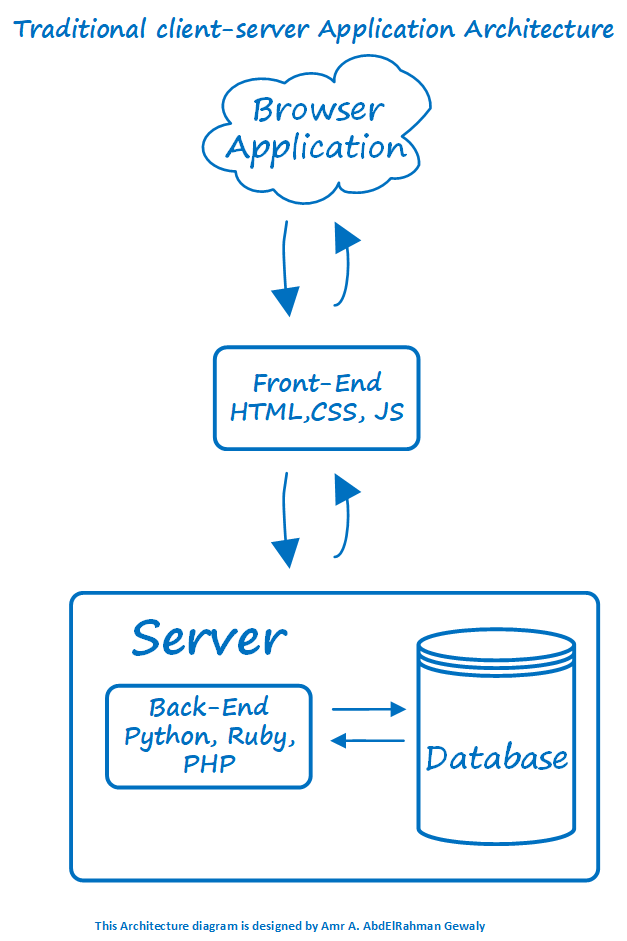 Traditional client-server Application Architecture
Browser
Application
Front-End
HTML,CSS, JS
Server
Back-End
Python, Ruby,
PHP
Database
This Architecture diagram is designed by Amr A. AbdElRahman Gewaly